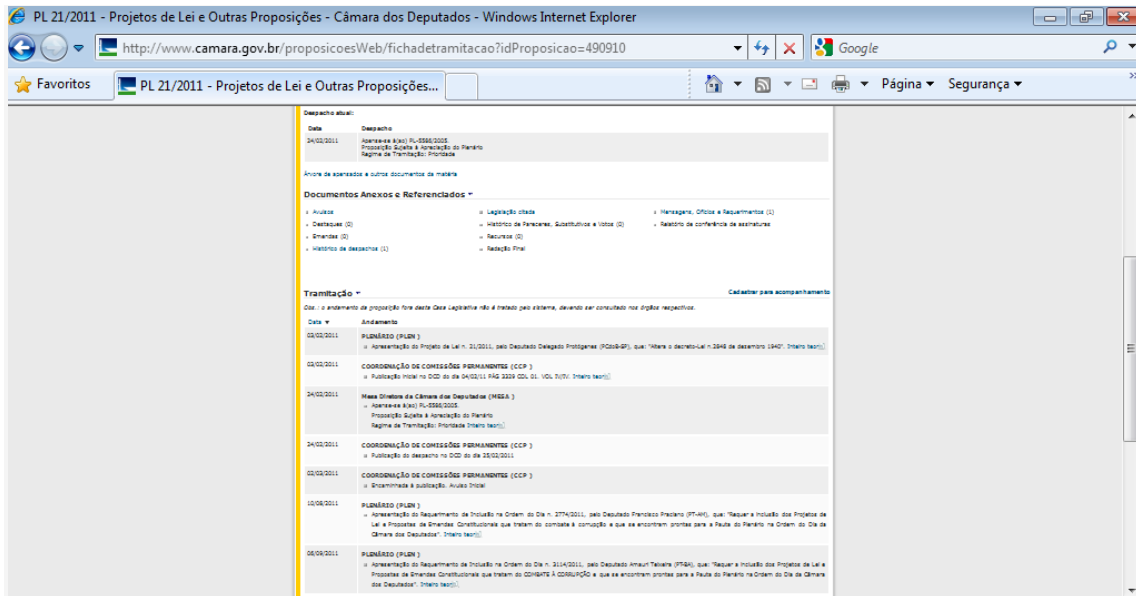 PL 21/2011 - Projetos de Lei e Outras Proposições - Câmara dos Deputados - Windows Internet Explorer
http://www.camara.gov.br/proposicoesWeb/fichadetramitacao?idProposicao=490910
Google
Favoritos
PL 21/2011 - Projetos de Lei e Outras Proposições...
Página
Segurança
Despacho atual:
Data Despacho
24/02/2011 Apense-se à(ao) PL-5586/2005.
Proposição Sujeita à Apreciação do Plenário
Regime de Tramitação: Prioridade
Árvore de apensados e outros documentos da matéria
Documentos Anexos e Referenciados
Avulsos Legislação citada Mensagens, Ofícios e Requerimentos (1)
Destaques (0) Histórico de Pareceres, Substitutivos e Votos (0) Relatório de conferência de assinaturas
Emendas (0) Recursos (0)
Histórico de despachos (1) Redação Final
Tramitação Cadastrar para acompanhamento
Obs.: o andamento da proposição fora desta Casa Legislativa não é tratado pelo sistema, devendo ser consultado nos órgãos respectivos.
Data Andamento
03/02/2011 PLENÁRIO (PLEN )
Apresentação do Projeto de Lei n. 21/2011, pelo Deputado Delegado Protógenes (PCdoB-SP), que: "Altera o decreto-Lei n.2848 de dezembro 1940". Inteiro teor
03/02/2011 COORDENAÇÃO DE COMISSÕES PERMANENTES (CCP )
Publicação inicial no DCD do dia 04/02/11 PÁG 3339 COL 01. VOL IV/IV. Inteiro teor
24/02/2011 Mesa Diretora da Câmara dos Deputados (MESA )
Apense-se à(ao) PL-5586/2005.
Proposição Sujeita à Apreciação do Plenário
Regime de Tramitação: Prioridade Inteiro teor
24/02/2011 COORDENAÇÃO DE COMISSÕES PERMANENTES (CCP )
Publicação do despacho no DCD do dia 25/02/2011
COORDENAÇÃO DE COMISSÕES PERMANENTES (CCP )
Encaminhada à publicação. Avulso Inicial
10/08/2011 PLENÁRIO (PLEN )
Apresentação do Requerimento de Inclusão na Ordem do Dia n. 2774/2011, pelo Deputado Francisco Praciano (PT-AM), que: "Requer a inclusão dos Projetos de
Lei e Propostas de Emendas Constitucionais que tratam do combate à corrupção e que se encontram prontas para a Pauta do Plenário na Ordem do Dia da
Câmara dos Deputados". Inteiro teor
06/09/2011 PLENÁRIO (PLEN )
Apresentação do Requerimento de Inclusão na Ordem do Dia n. 3114/2011, pelo Deputado Amauri Teixeira (PT-BA), que: "Requer a inclusão dos Projetos de Lei e
Propostas de Emendas Constitucionais que tratam do COMBATE À CORRUPÇÃO e que se encontram prontas para a Pauta do Plenário na Ordem do Dia da Câmara
dos Deputados". Inteiro teor